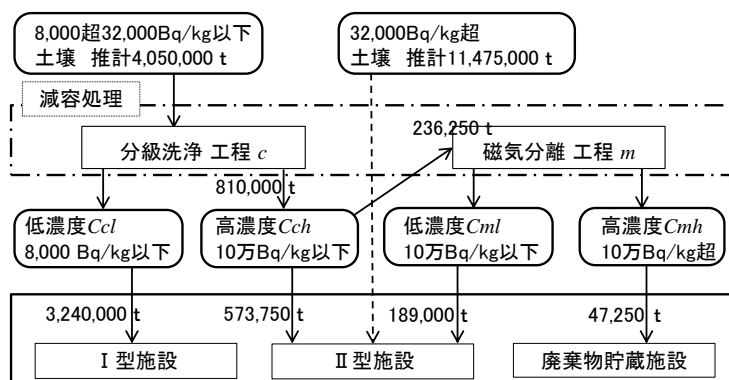 8,000超32,000Bq/kg以下
土壌 推計4,050,000 t
32,000Bq/kg超
土壌 推計11,475,000 t
減容処理
分級洗浄 工程 c
236,250 t
磁気分離 工程 m
810,000 t
低濃度Ccl
8,000 Bq/kg以下
高濃度Cch
10万Bq/kg以下
低濃度Cml
10万Bq/kg以下
高濃度Cmh
10万Bq/kg超
3,240,000 t
573,750 t
189,000 t
47,250 t
Ⅰ型施設
Ⅱ型施設
廃棄物貯蔵施設